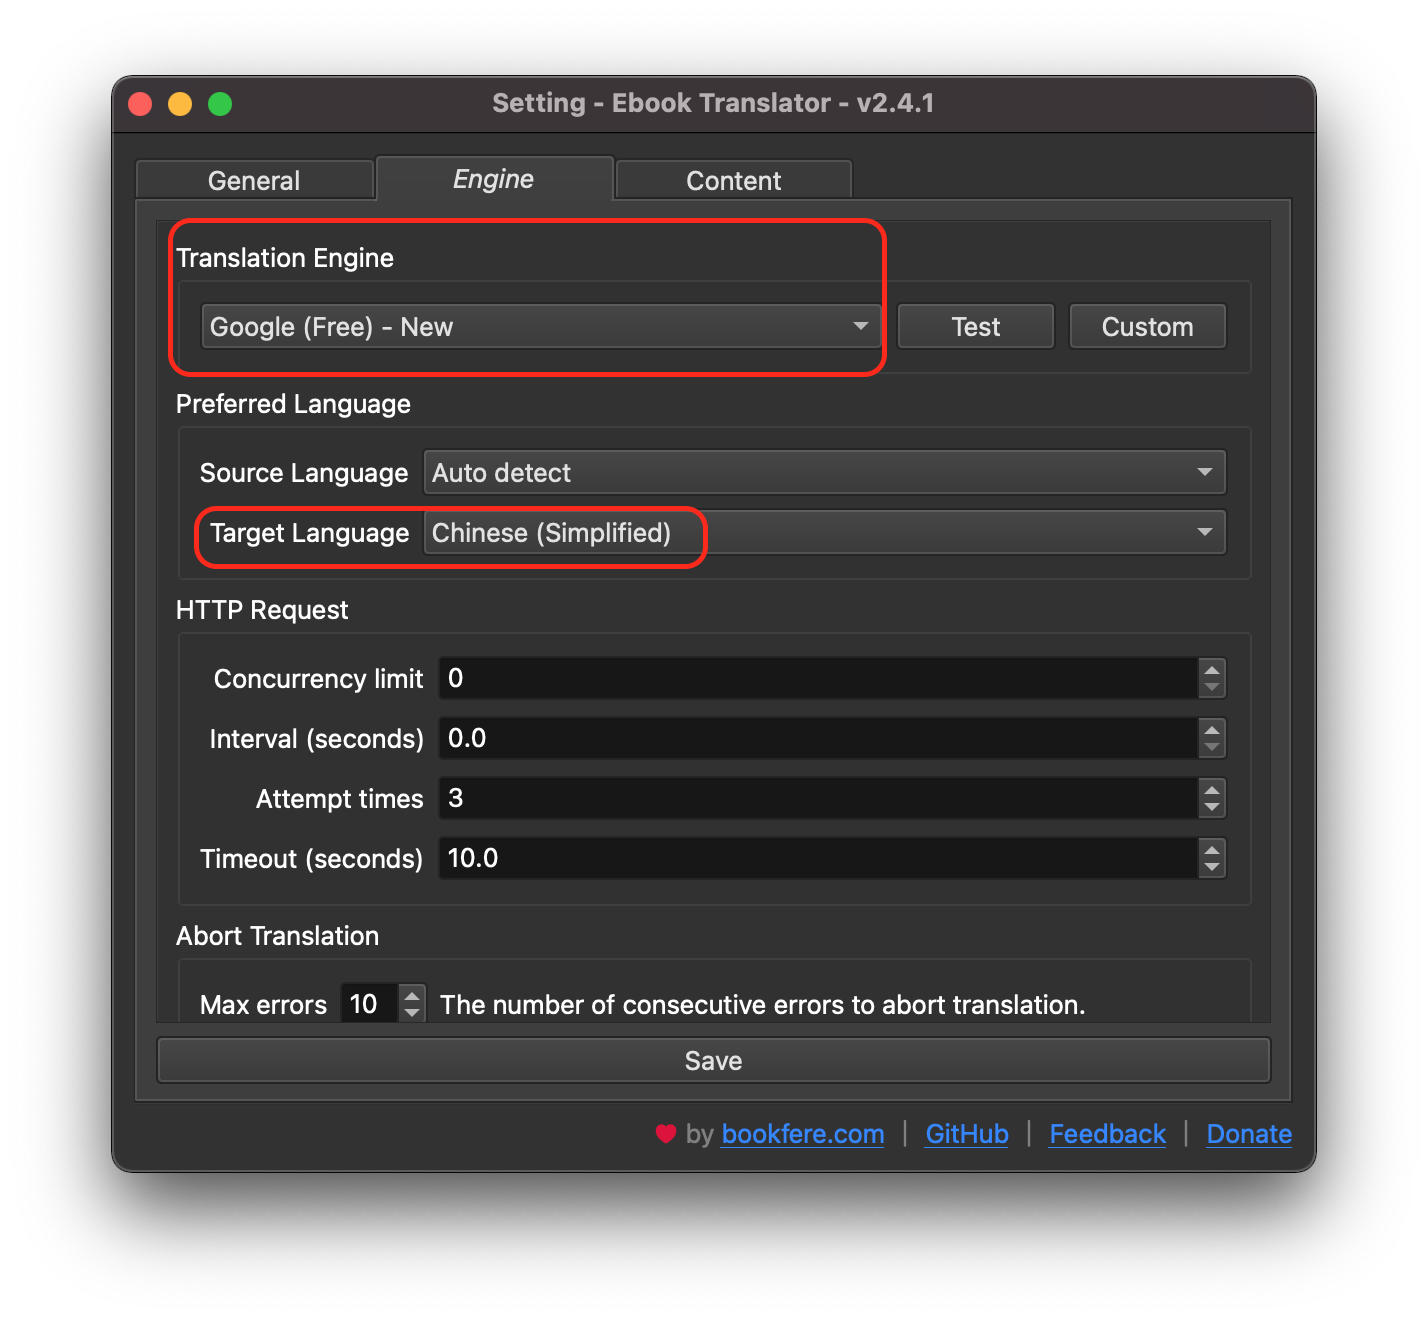 Setting - Ebook Translator - v2.4.1
General Engine Content
Translation Engine
Google (Free) - New Test Custom
Preferred Language
Source Language Auto detect
Target Language Chinese (Simplified)
HTTP Request
Concurrency limit 0
Interval (seconds) 0.0
Attempt times 3
Timeout (seconds) 10.0
Abort Translation
Max errors 10 The number of consecutive errors to abort translation.
Save
♥ by bookfere.com | GitHub | Feedback | Donate